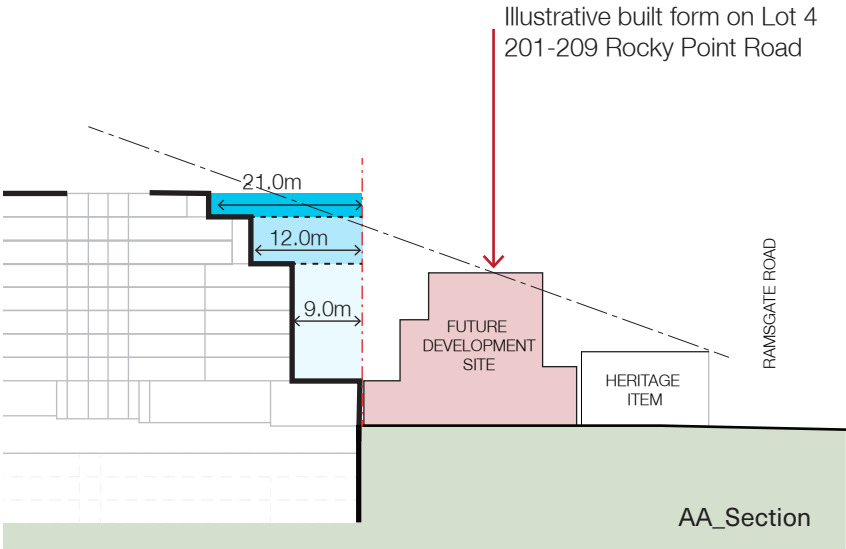 Illustrative built form on Lot 4
201-209 Rocky Point Road
21.0m
12.0m
9.0m
FUTURE
DEVELOPMENT
SITE
HERITAGE
ITEM
RAMSGATE ROAD
AA_Section